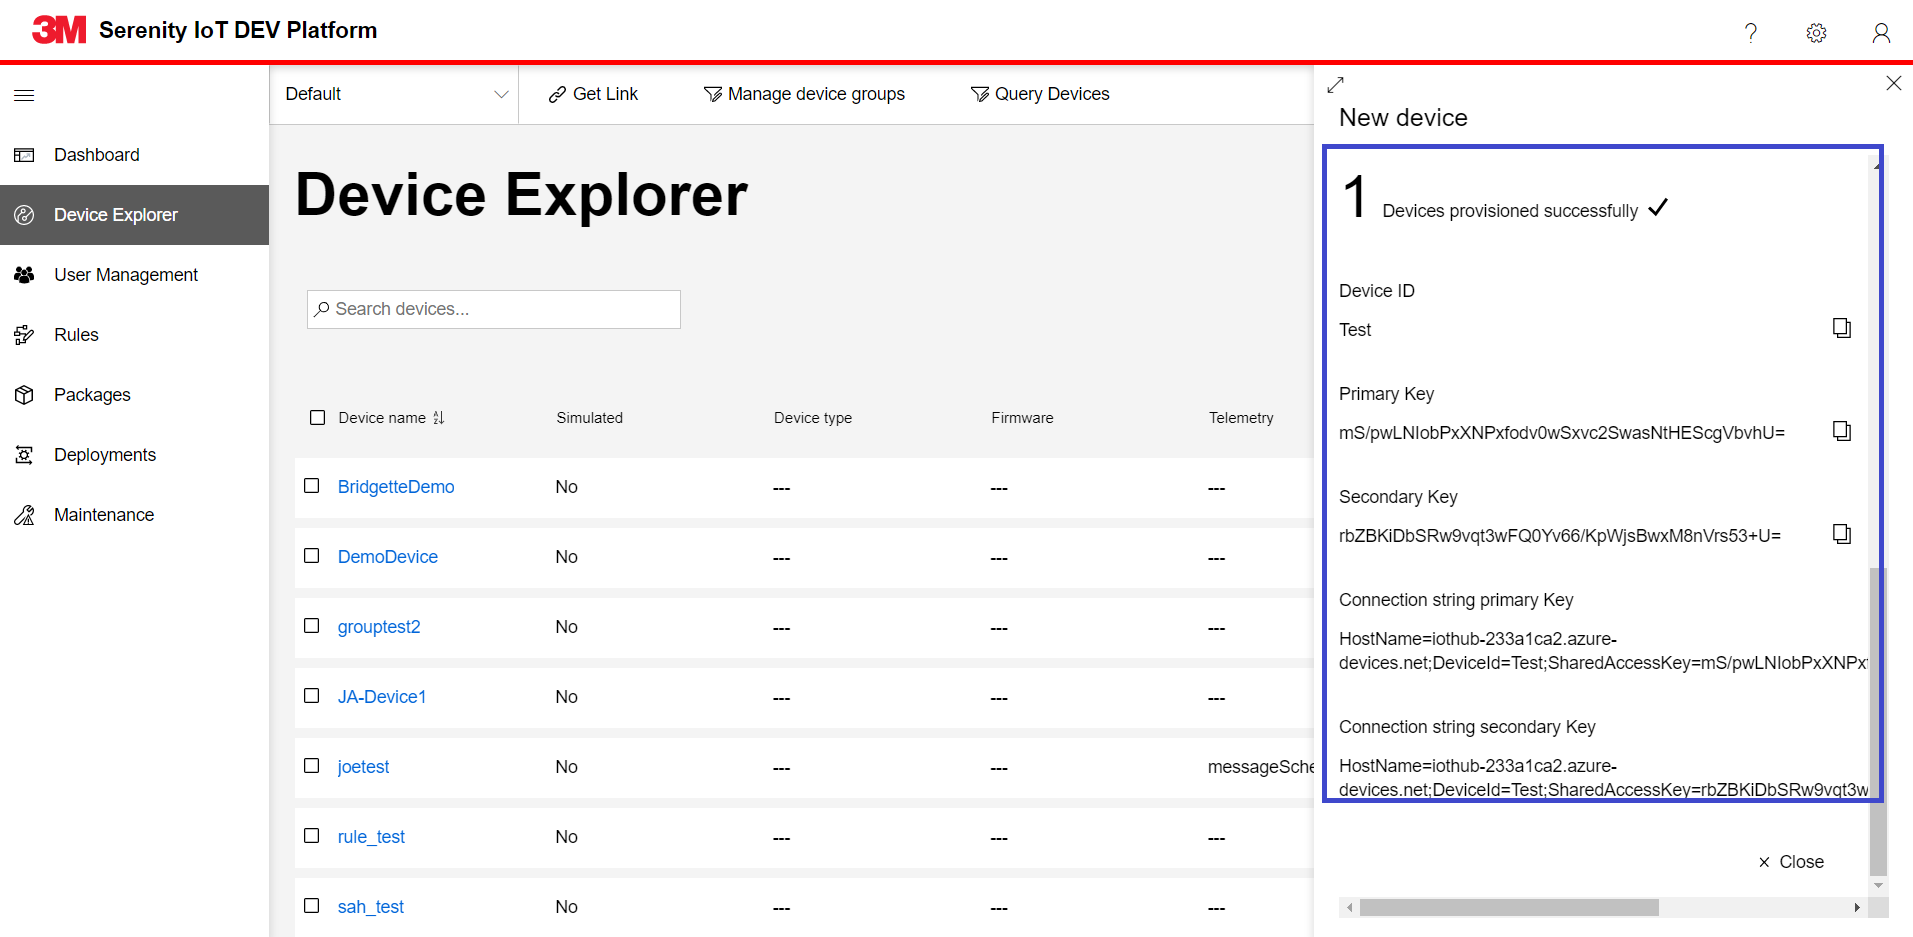 3M Serenity IoT DEV Platform
Default
Get Link
Manage device groups
Query Devices
Dashboard
Device Explorer
User Management
Rules
Packages
Deployments
Maintenance
Device Explorer
Search devices...
Device name Simulated Device type Firmware Telemetry
BridgetteDemo No --- --- ---
DemoDevice No --- --- ---
grouptest2 No --- --- ---
JA-Device1 No --- --- ---
joetest No --- --- messageSche
rule_test No --- --- ---
sah_test No --- --- ---
New device
1 Devices provisioned successfully
Device ID
Test
Primary Key
mS/pwLNIobPxXNPxfodv0wSxvc2SwasNtHEScgVbvhU=
Secondary Key
rbZBKiDbSRw9vqt3wFQ0Yv66/KpWjsBwxM8nVrs53+U=
Connection string primary Key
HostName=iothub-233a1ca2.azure-
devices.net;DeviceId=Test;SharedAccessKey=mS/pwLNIobPxXNPxf
Connection string secondary Key
HostName=iothub-233a1ca2.azure-
devices.net;DeviceId=Test;SharedAccessKey=rbZBKiDbSRw9vqt3w
Close